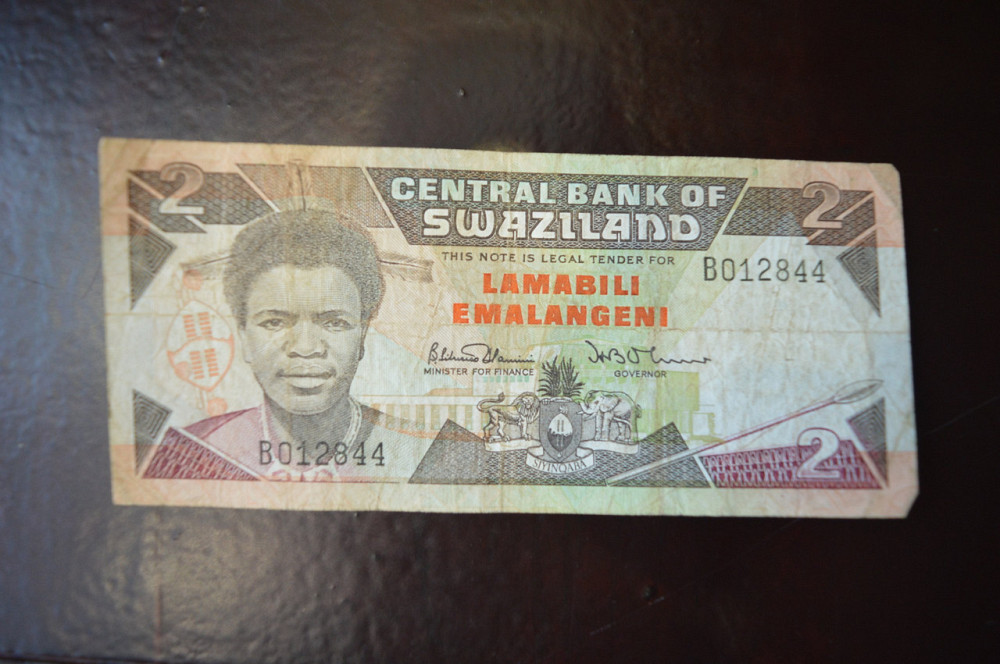 2
CENTRAL BANK OF
SWAZILAND
2
THIS NOTE IS LEGAL TENDER FOR
B012844
LAMABILI
EMALANGENI
MINISTER FOR FINANCE
GOVERNOR
B012844
SIYINQABA
2